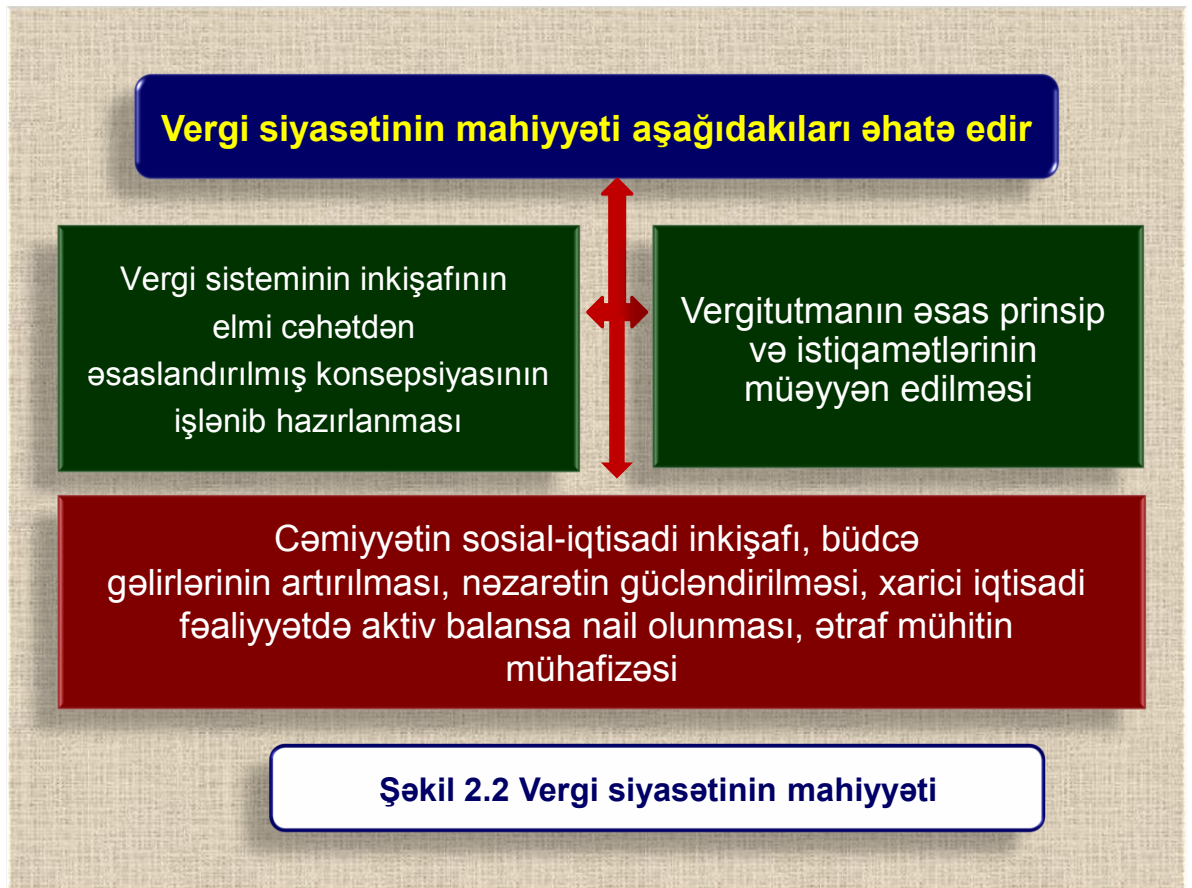 Vergi siyasətinin mahiyyəti aşağıdakıları əhatə edir
Vergi sisteminin inkişafının
elmi cəhətdən
əsaslandırılmış konsepsiyasının
işlənib hazırlanması
Vergitutmanın əsas prinsip
və istiqamətlərinin
müəyyən edilməsi
Cəmiyyətin sosial-iqtisadi inkişafı, büdcə
gəlirlərinin artırılması, nəzarətin gücləndirilməsi, xarici iqtisadi
fəaliyyətdə aktiv balansa nail olunması, ətraf mühitin
mühafizəsi
Şəkil 2.2 Vergi siyasətinin mahiyyəti